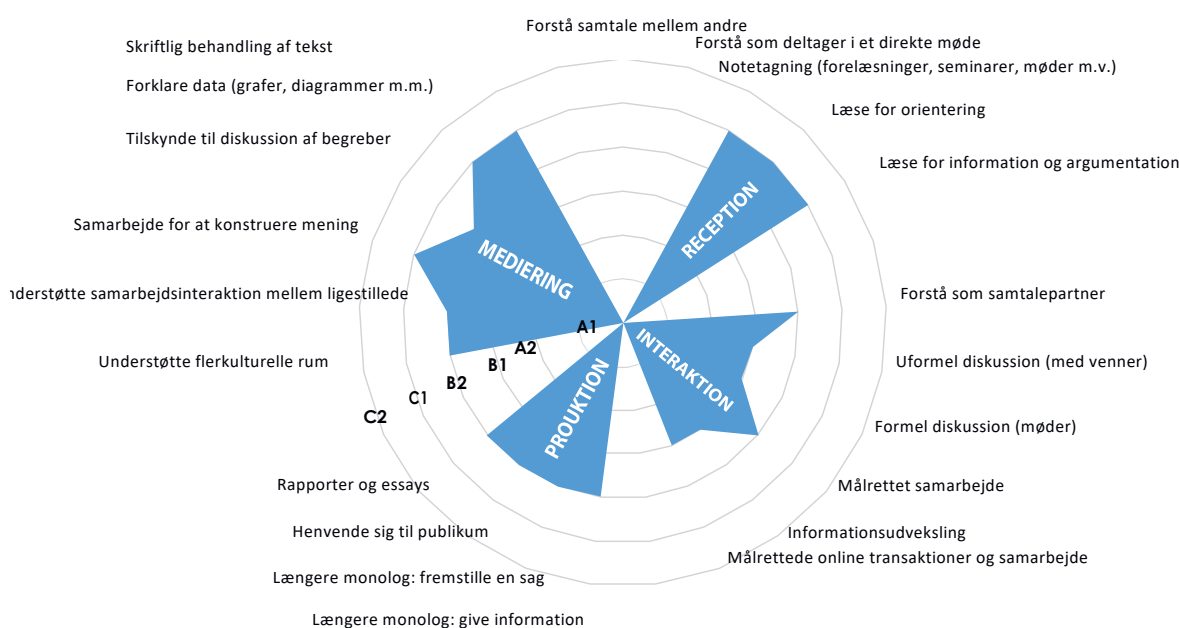 Forstå samtale mellem andre
Forstå som deltager i et direkte møde
Notetagning (forelæsninger, seminarer, møder m.v.)
Læse for orientering
Læse for information og argumentation
Forstå som samtalepartner
Uformel diskussion (med venner)
Formel diskussion (møder)
Målrettet samarbejde
Informationsudveksling
Målrettede online transaktioner og samarbejde
Længere monolog: give information
Længere monolog: fremstille en sag
Henvende sig til publikum
Rapporter og essays
Understøtte flerkulturelle rum
nderstøtte samarbejdsinteraktion mellem ligestillede
Samarbejde for at konstruere mening
Tilskynde til diskussion af begreber
Forklare data (grafer, diagrammer m.m.)
Skriftlig behandling af tekst
RECEPTION
INTERAKTION
PROUKTION
MEDIERING
A1
A2
B1
B2
C1
C2